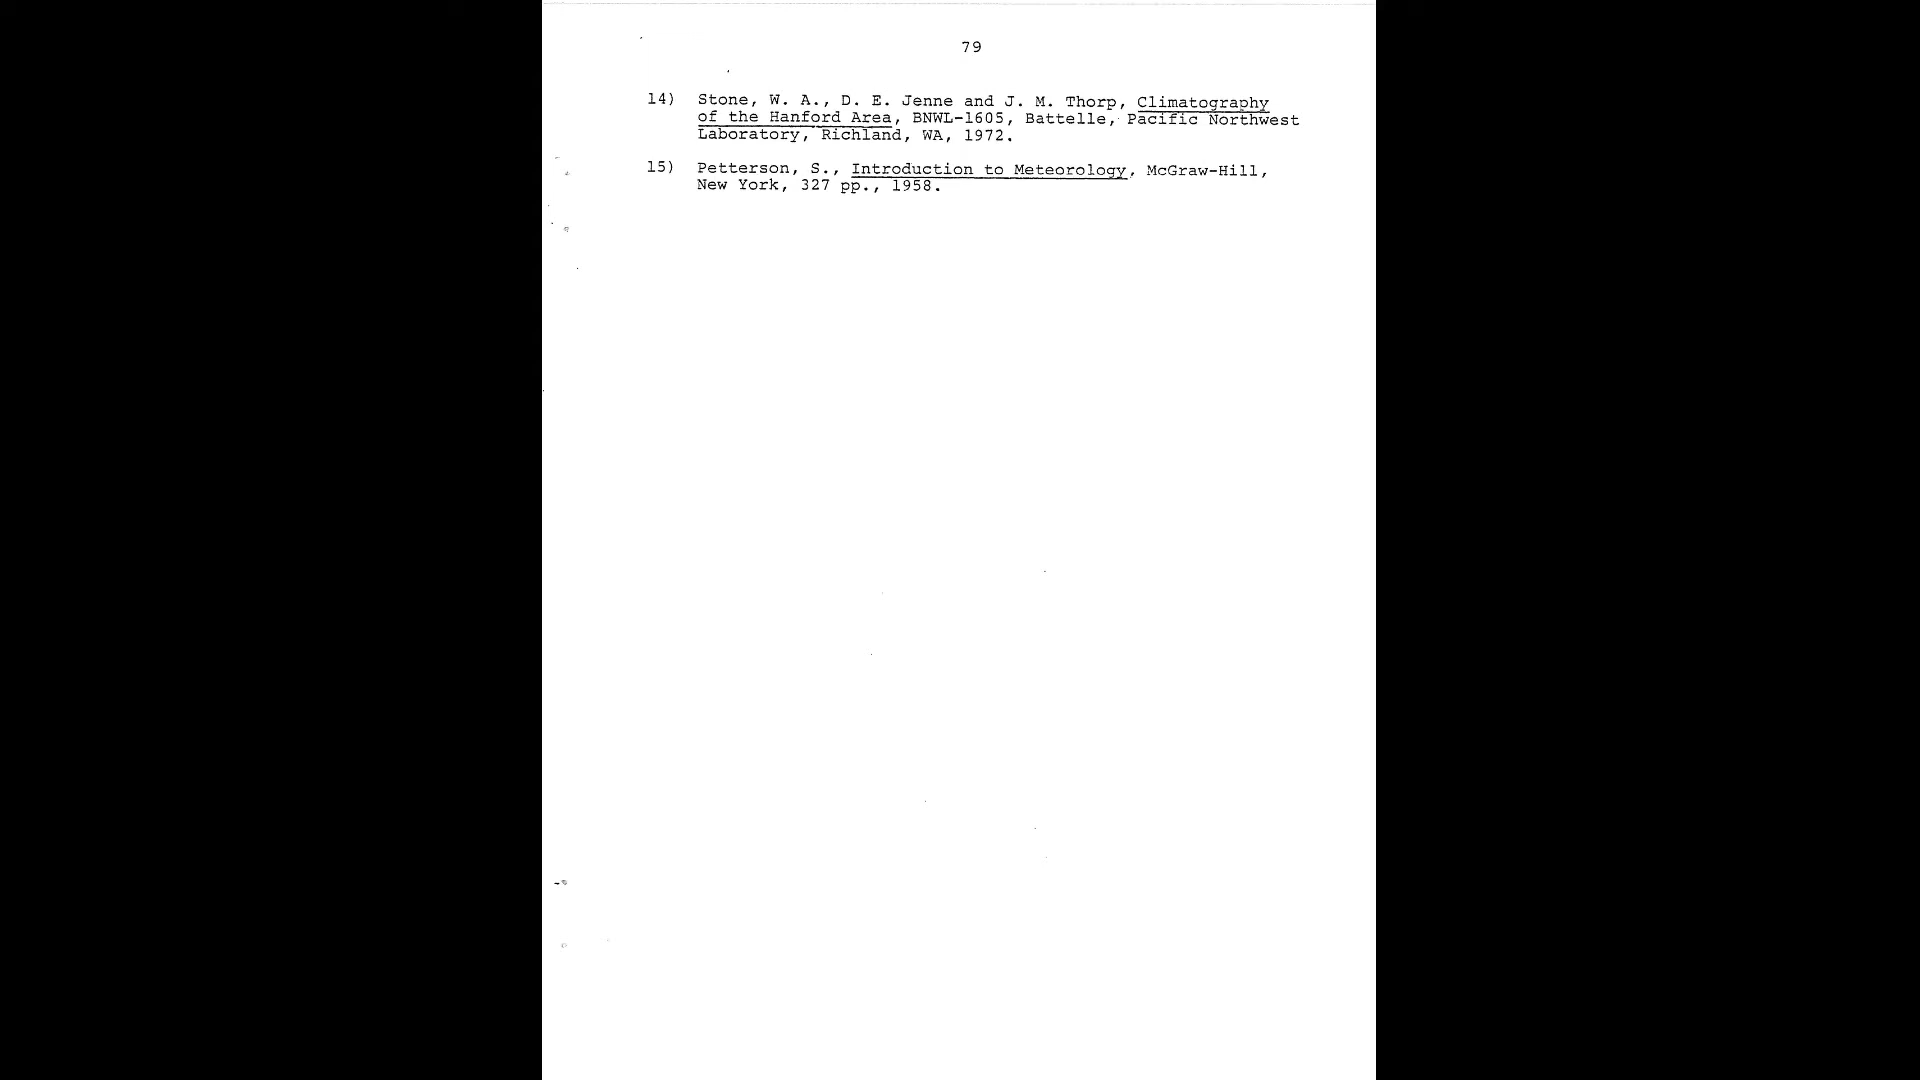 79
14) Stone, W. A., D. E. Jenne and J. M. Thorp, Climatography
of the Hanford Area, BNWL-1605, Battelle, Pacific Northwest
Laboratory, Richland, WA, 1972.
15) Petterson, S., Introduction to Meteorology, McGraw-Hill,
New York, 327 pp., 1958.